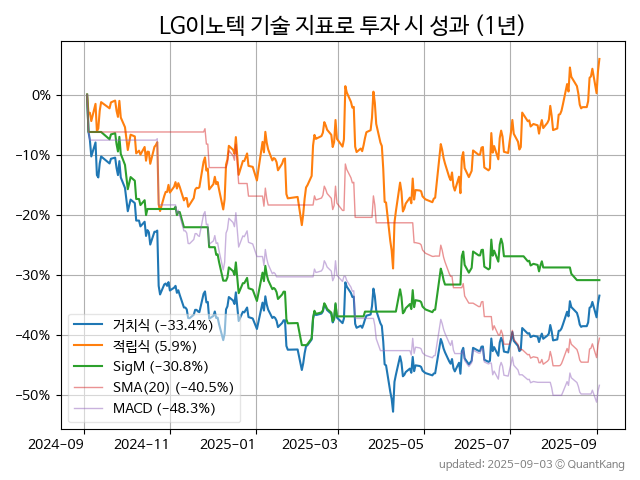 LG이노텍 기술 지표로 투자 시 성과 (1년)
0%
−10%
−20%
−30%
−40%
−50%
거치식 (−33.4%)
적립식 (5.9%)
SigM (−30.8%)
SMA(20) (−40.5%)
MACD (−48.3%)
2024-09 2024-11 2025-01 2025-03 2025-05 2025-07 2025-09
updated: 2025-09-03 © QuantKang